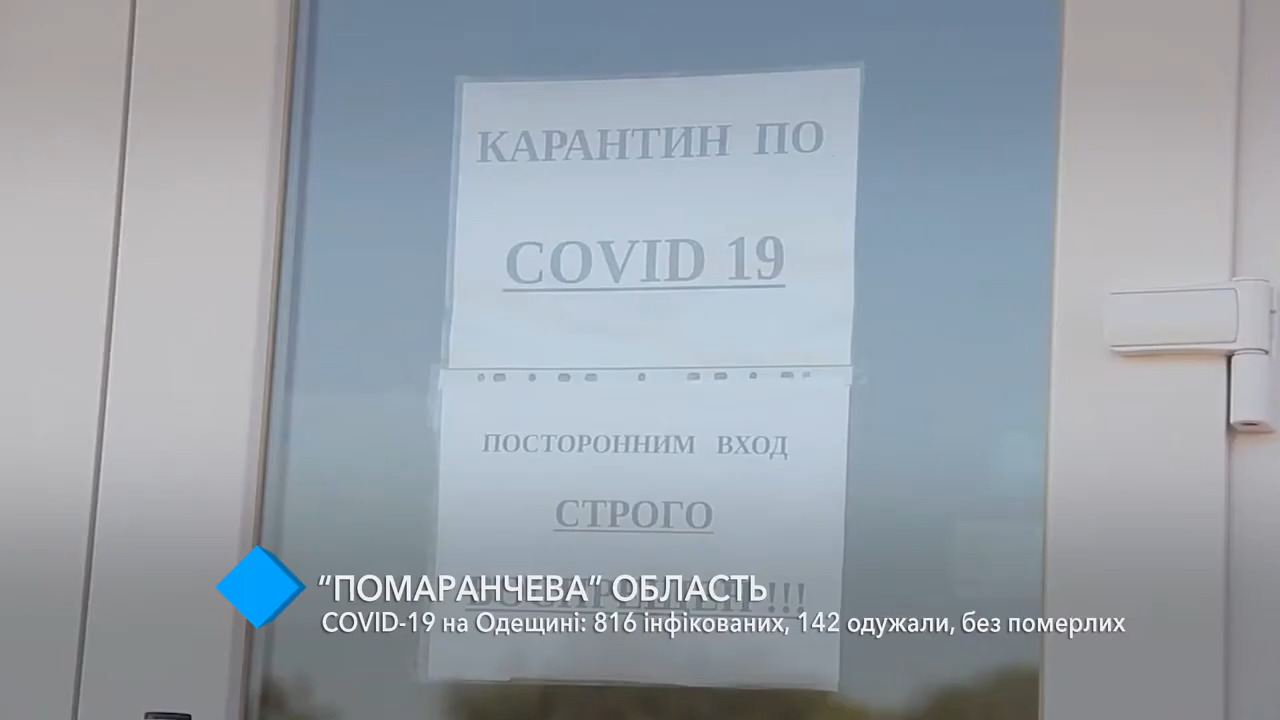 КАРАНТИН ПО
COVID 19
ПОСТОРОННИМ ВХОД
СТРОГО
!!!
“ПОМАРАНЧЕВА“ ОБЛАСТЬ
COVID-19 на Одещині: 816 інфікованих, 142 одужали, без померлих